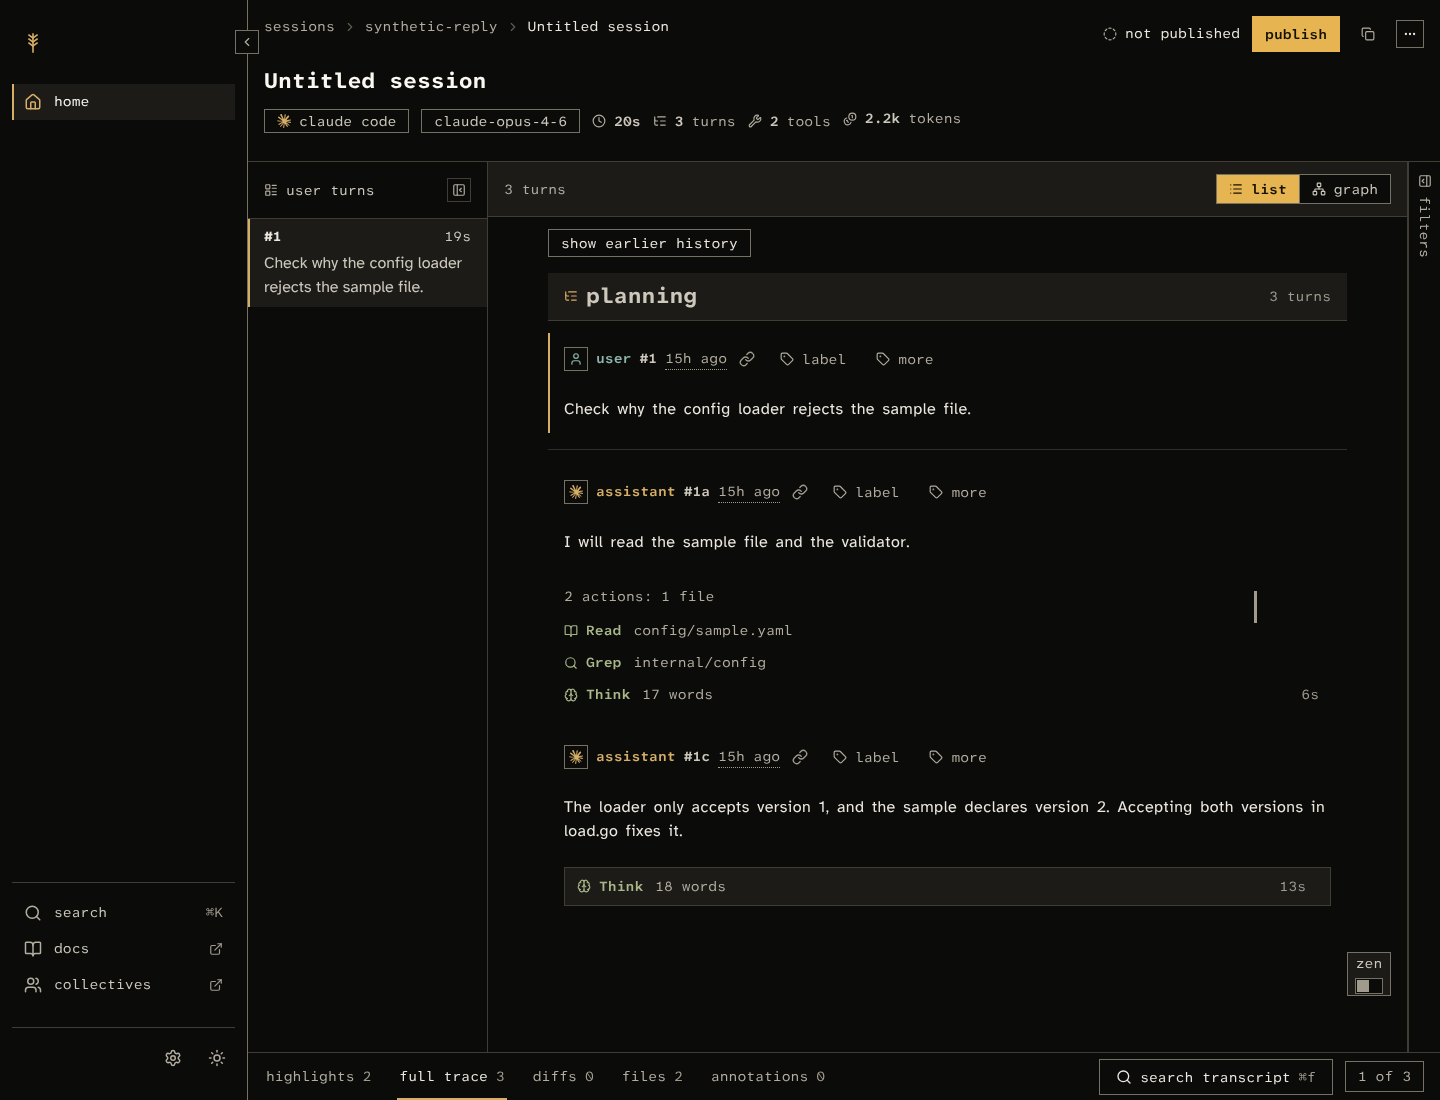 sessions > synthetic-reply > Untitled session
not published
publish
home
Untitled session
claude code
claude-opus-4-6
20s
3 turns
2 tools
2.2k tokens
user turns
#1 19s
Check why the config loader
rejects the sample file.
3 turns
list
graph
filters
show earlier history
planning
3 turns
user #1 15h ago label more
Check why the config loader rejects the sample file.
assistant #1a 15h ago label more
I will read the sample file and the validator.
2 actions: 1 file
Read config/sample.yaml
Grep internal/config
Think 17 words 6s
assistant #1c 15h ago label more
The loader only accepts version 1, and the sample declares version 2. Accepting both versions in
load.go fixes it.
Think 18 words 13s
zen
search ⌘K
docs
collectives
highlights 2
full trace 3
diffs 0
files 2
annotations 0
search transcript ⌘f
1 of 3